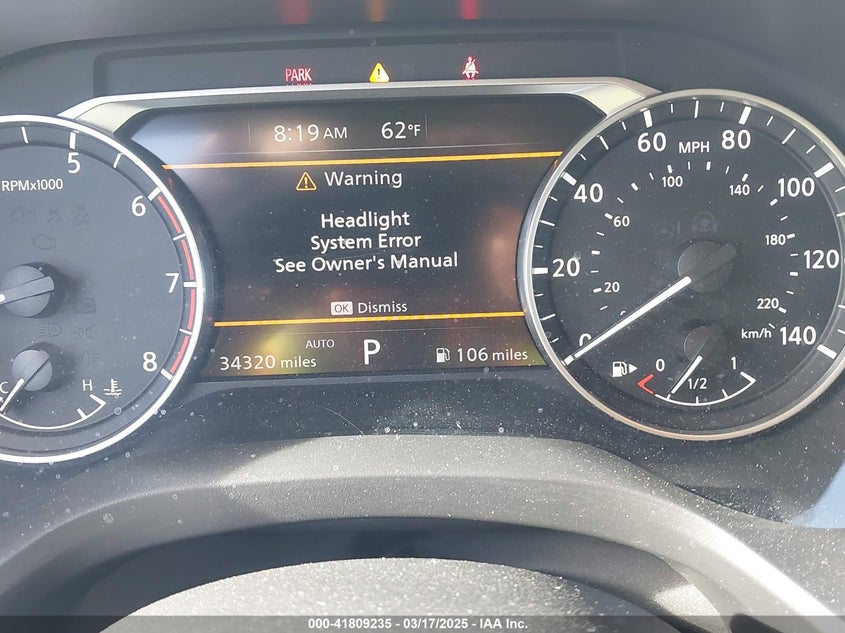 PARK
8:19 AM 62°F
Warning
Headlight
System Error
See Owner's Manual
OK Dismiss
AUTO
34320 miles P 106 miles
RPMx1000
5
6
7
8
C H
MPH
0
20
40
60
80
100
120
140
20
60
100
140
180
220
km/h
0 1/2 1
000-41809235 - 03/17/2025 - IAA Inc.